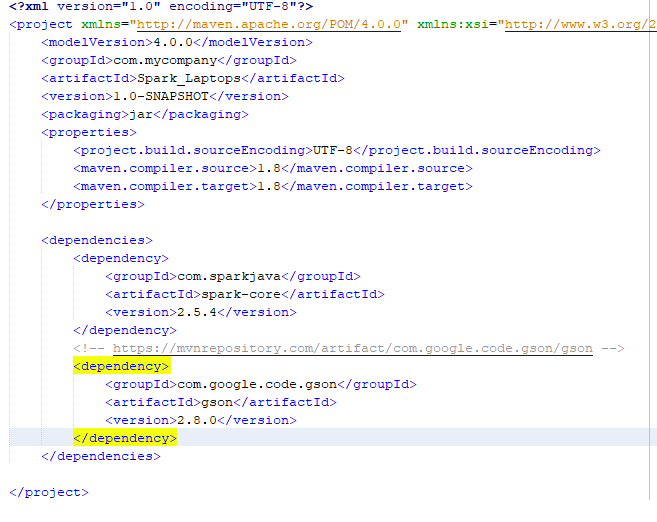 <?xml version="1.0" encoding="UTF-8"?>
<project xmlns="http://maven.apache.org/POM/4.0.0" xmlns:xsi="http://www.w3.org/2
<modelVersion>4.0.0</modelVersion>
<groupId>com.mycompany</groupId>
<artifactId>Spark_Laptops</artifactId>
<version>1.0-SNAPSHOT</version>
<packaging>jar</packaging>
<properties>
<project.build.sourceEncoding>UTF-8</project.build.sourceEncoding>
<maven.compiler.source>1.8</maven.compiler.source>
<maven.compiler.target>1.8</maven.compiler.target>
</properties>
<dependencies>
<dependency>
<groupId>com.sparkjava</groupId>
<artifactId>spark-core</artifactId>
<version>2.5.4</version>
</dependency>
<!-- https://mvnrepository.com/artifact/com.google.code.gson/gson -->
<dependency>
<groupId>com.google.code.gson</groupId>
<artifactId>gson</artifactId>
<version>2.8.0</version>
</dependency>
</dependencies>
</project>